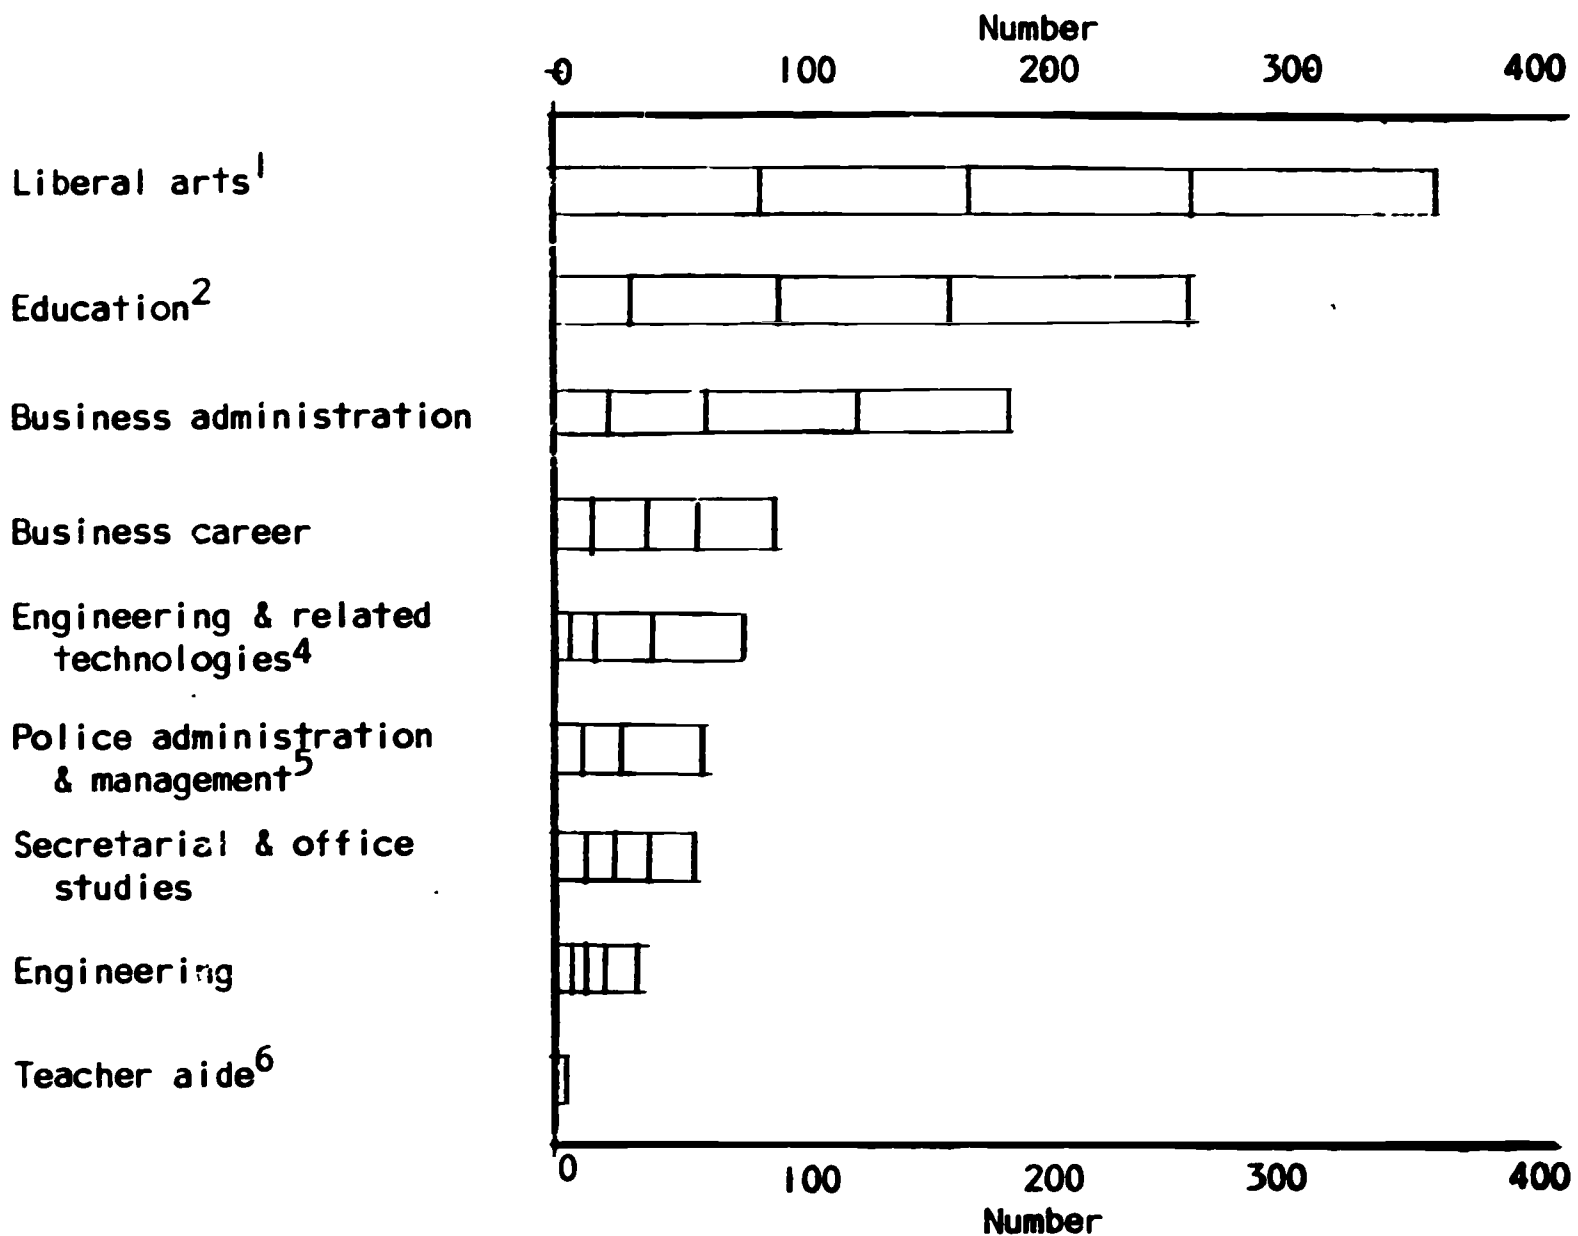 Number
0 100 200 300 400
Liberal arts¹
Education²
Business administration
Business career
Engineering & related
technologies⁴
Police administration
& management⁵
Secretarial & office
studies
Engineering
Teacher aide⁶
0 100 200 300 400
Number